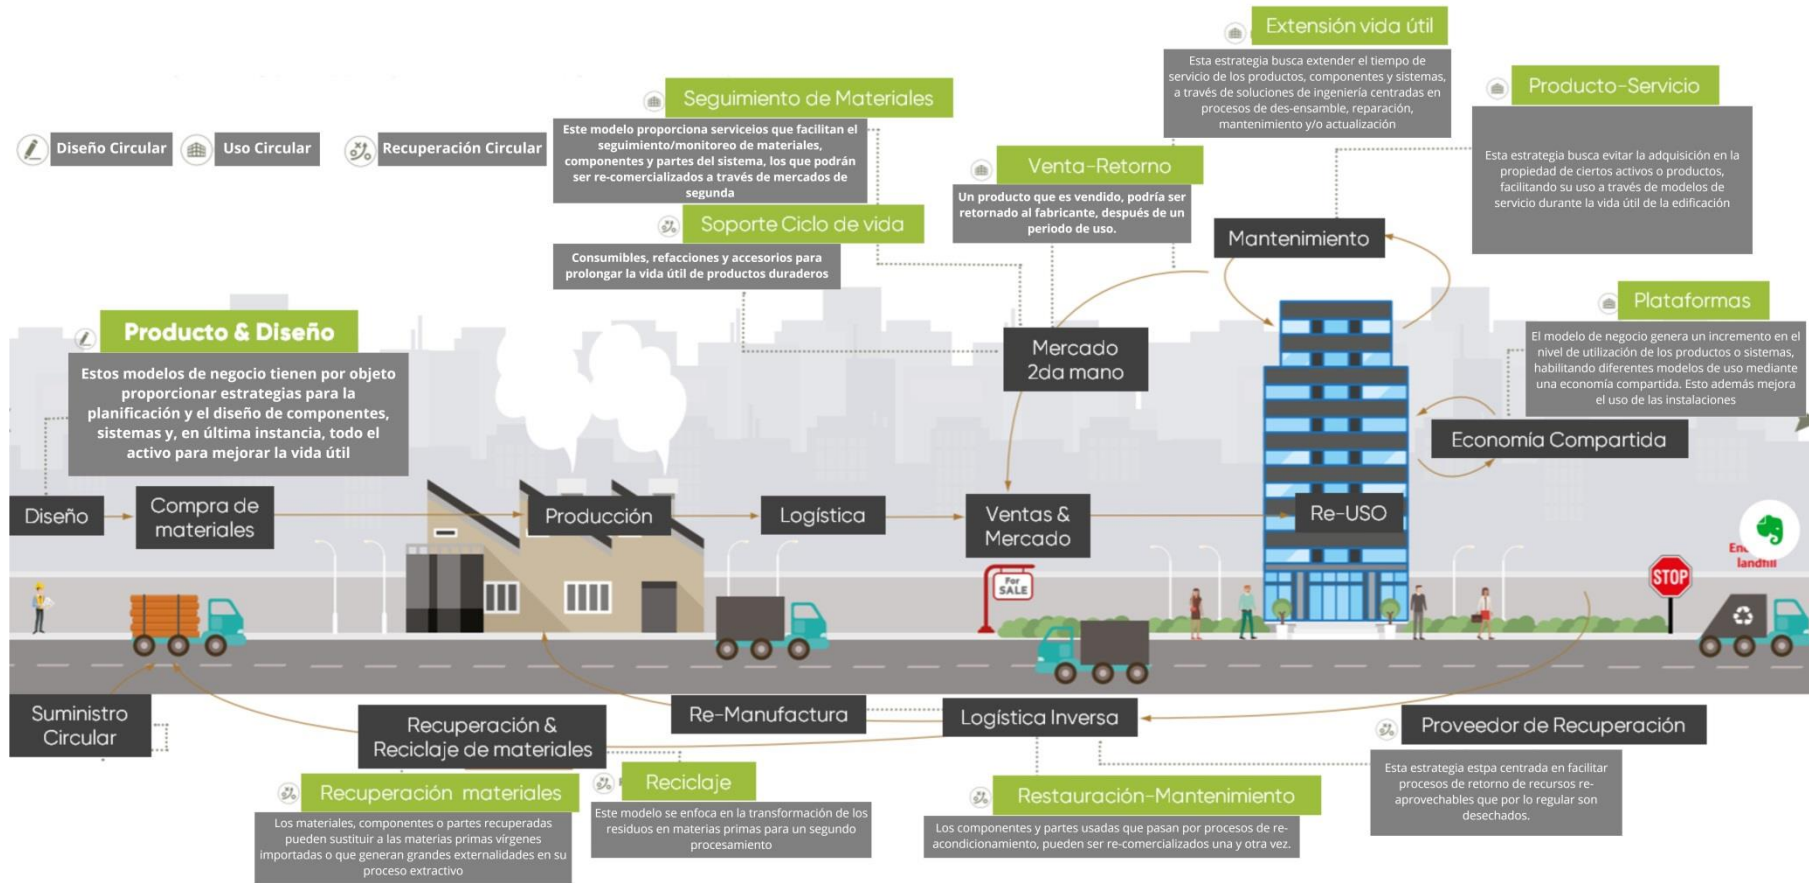 Extensión vida útil
Esta estrategia busca extender el tiempo de
servicio de los productos, componentes y sistemas,
a través de soluciones de ingeniería centradas en
procesos de des-ensamble, reparación,
mantenimiento y/o actualización
Producto-Servicio
Esta estrategia busca evitar la adquisición en la
propiedad de ciertos activos o productos,
facilitando su uso a través de modelos de
servicio durante la vida útil de la edificación
Seguimiento de Materiales
Este modelo proporciona serviceios que facilitan el
seguimiento/monitoreo de materiales,
componentes y partes del sistema, los que podrán
ser re-comercializados a través de mercados de
segunda
Diseño Circular
Uso Circular
Recuperación Circular
Venta-Retorno
Un producto que es vendido, podría ser
retornado al fabricante, después de un
periodo de uso.
Soporte Ciclo de vida
Consumibles, refacciones y accesorios para
prolongar la vida útil de productos duraderos
Mantenimiento
Plataformas
El modelo de negocio genera un incremento en el
nivel de utilización de los productos o sistemas,
habilitando diferentes modelos de uso mediante
una economía compartida. Esto además mejora
el uso de las instalaciones
Producto & Diseño
Estos modelos de negocio tienen por objeto
proporcionar estrategias para la
planificación y el diseño de componentes,
sistemas y, en última instancia, todo el
activo para mejorar la vida útil
Mercado
2da mano
Economía Compartida
Diseño
Compra de
materiales
Producción
Logística
Ventas &
Mercado
Re-USO
landfill
For
SALE
STOP
Suministro
Circular
Recuperación &
Reciclaje de materiales
Re-Manufactura
Logística Inversa
Proveedor de Recuperación
Esta estrategia estpa centrada en facilitar
procesos de retorno de recursos re-
aprovechables que por lo regular son
desechados.
Recuperación materiales
Los materiales, componentes o partes recuperadas
pueden sustituir a las materias primas vírgenes
importadas o que generan grandes externalidades en su
proceso extractivo
Reciclaje
Este modelo se enfoca en la transformación de los
residuos en materias primas para un segundo
procesamiento
Restauración-Mantenimiento
Los componentes y partes usadas que pasan por procesos de re-
acondicionamiento, pueden ser re-comercializados una y otra vez.